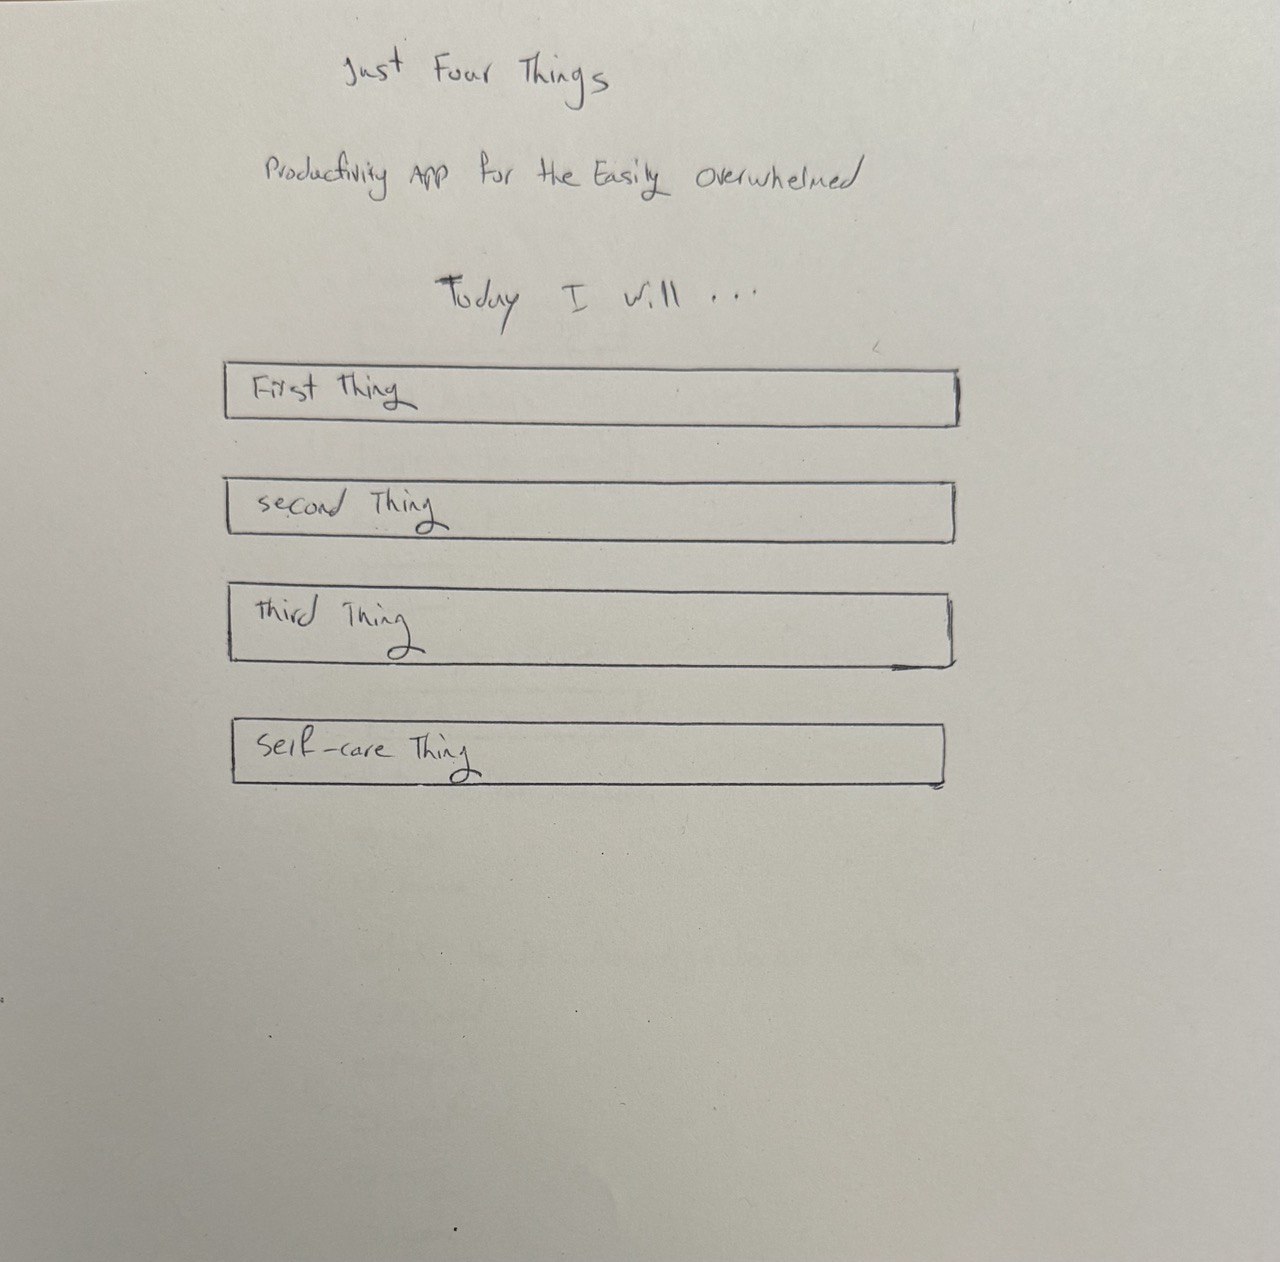 Just Four Things
Productivity App for the Easily Overwhelmed
Today I will ...
First Thing
second Thing
third Thing
Self-care Thing